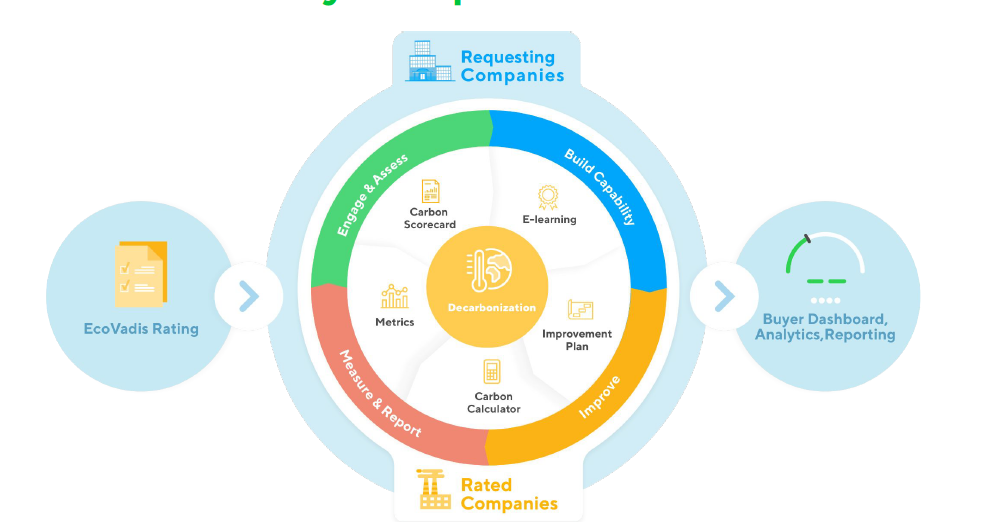 Requesting
Companies
Engage & Assess
Build Capability
Carbon
Scorecard
E-learning
EcoVadis Rating
Decarbonization
Metrics
Improvement
Plan
Buyer Dashboard,
Analytics,Reporting
Carbon
Calculator
Measure & Report
Improve
Rated
Companies